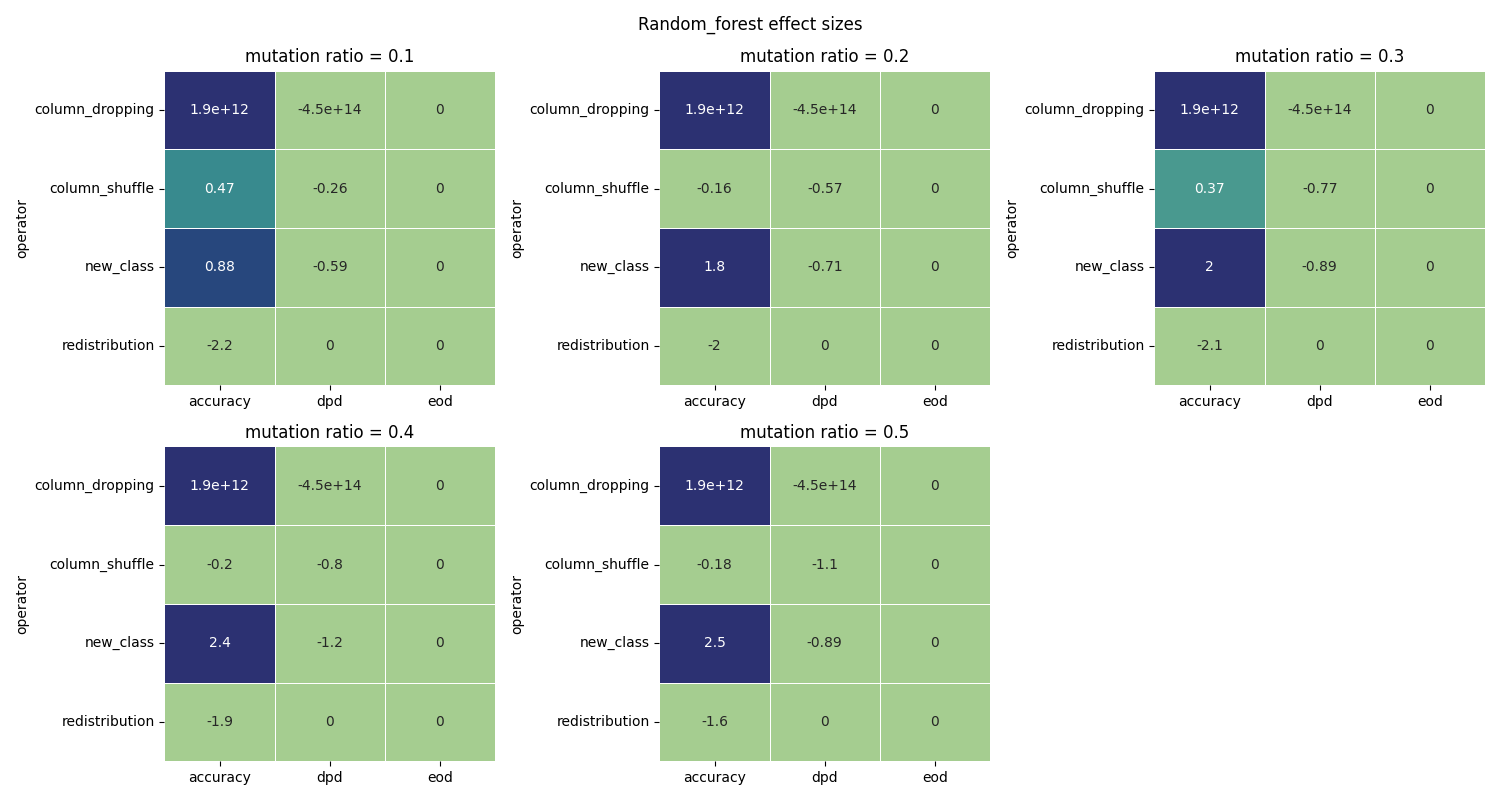 Random_forest effect sizes
mutation ratio = 0.1
operator
column_dropping 1.9e+12 -4.5e+14 0
column_shuffle 0.47 -0.26 0
new_class 0.88 -0.59 0
redistribution -2.2 0 0
accuracy dpd eod
mutation ratio = 0.2
operator
column_dropping 1.9e+12 -4.5e+14 0
column_shuffle -0.16 -0.57 0
new_class 1.8 -0.71 0
redistribution -2 0 0
accuracy dpd eod
mutation ratio = 0.3
operator
column_dropping 1.9e+12 -4.5e+14 0
column_shuffle 0.37 -0.77 0
new_class 2 -0.89 0
redistribution -2.1 0 0
accuracy dpd eod
mutation ratio = 0.4
operator
column_dropping 1.9e+12 -4.5e+14 0
column_shuffle -0.2 -0.8 0
new_class 2.4 -1.2 0
redistribution -1.9 0 0
accuracy dpd eod
mutation ratio = 0.5
operator
column_dropping 1.9e+12 -4.5e+14 0
column_shuffle -0.18 -1.1 0
new_class 2.5 -0.89 0
redistribution -1.6 0 0
accuracy dpd eod